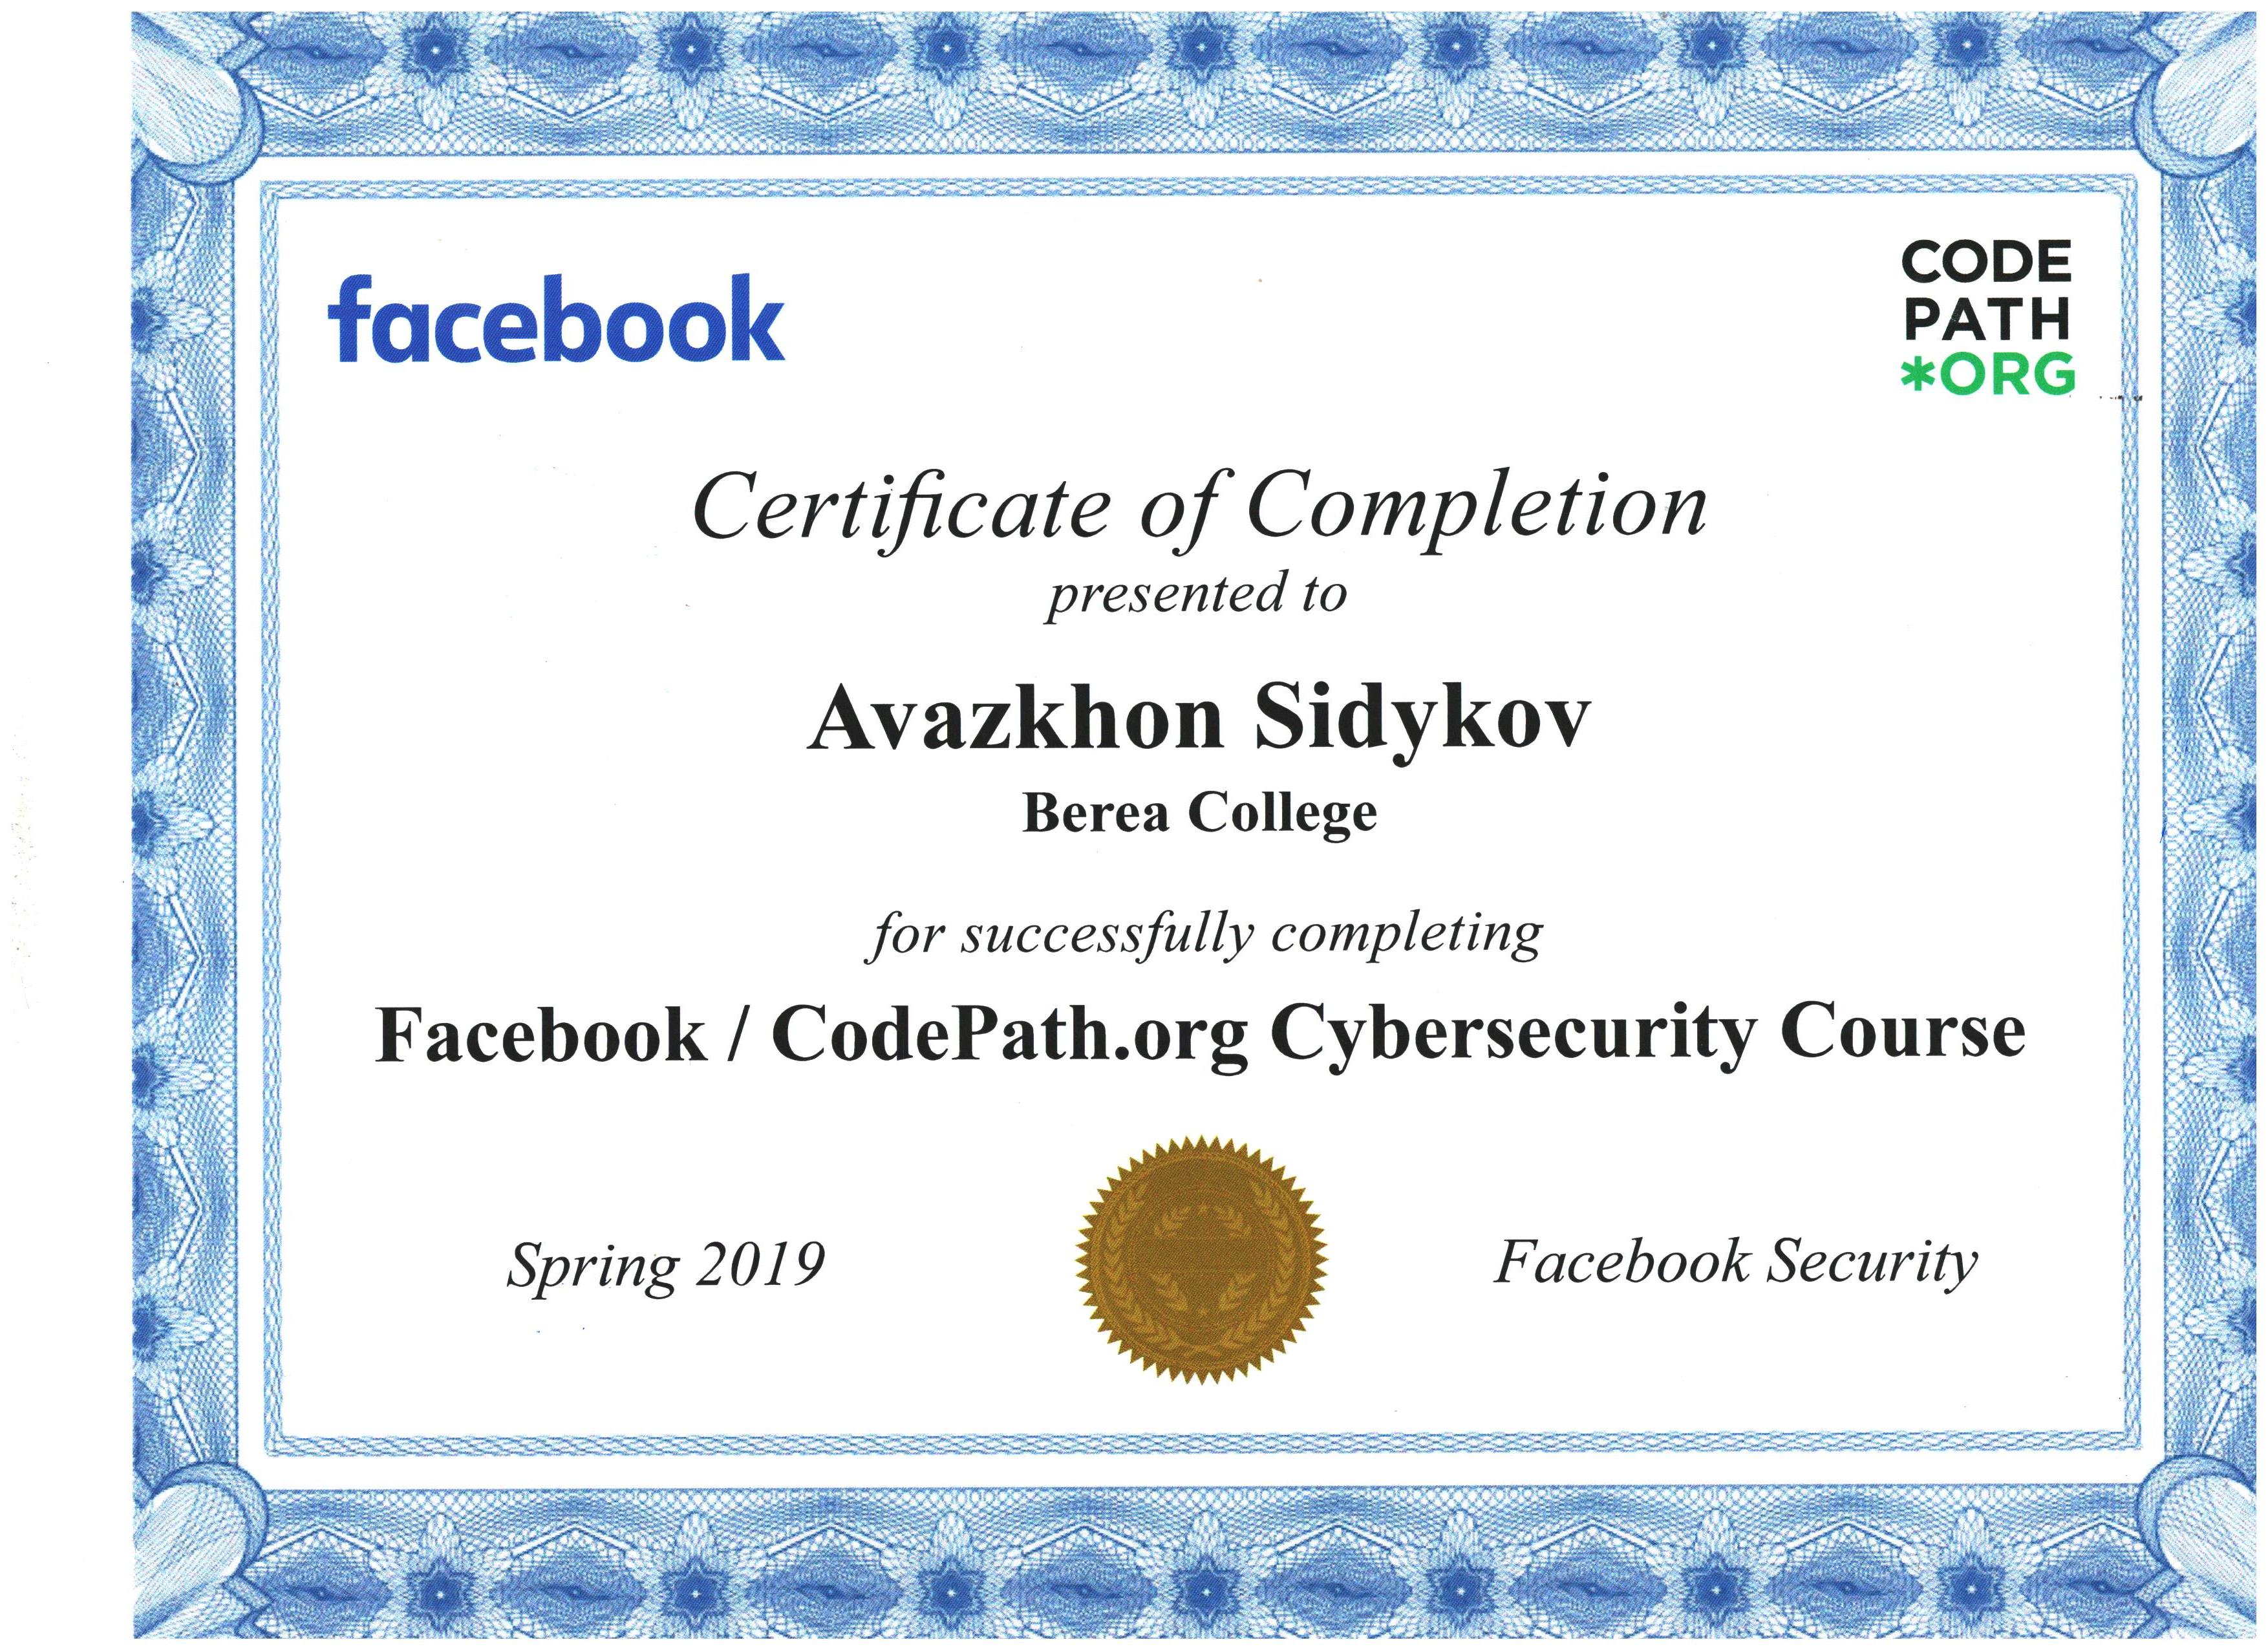 facebook
CODE
PATH
*ORG
Certificate of Completion
presented to
Avazkhon Sidykov
Berea College
for successfully completing
Facebook / CodePath.org Cybersecurity Course
Spring 2019
Facebook Security